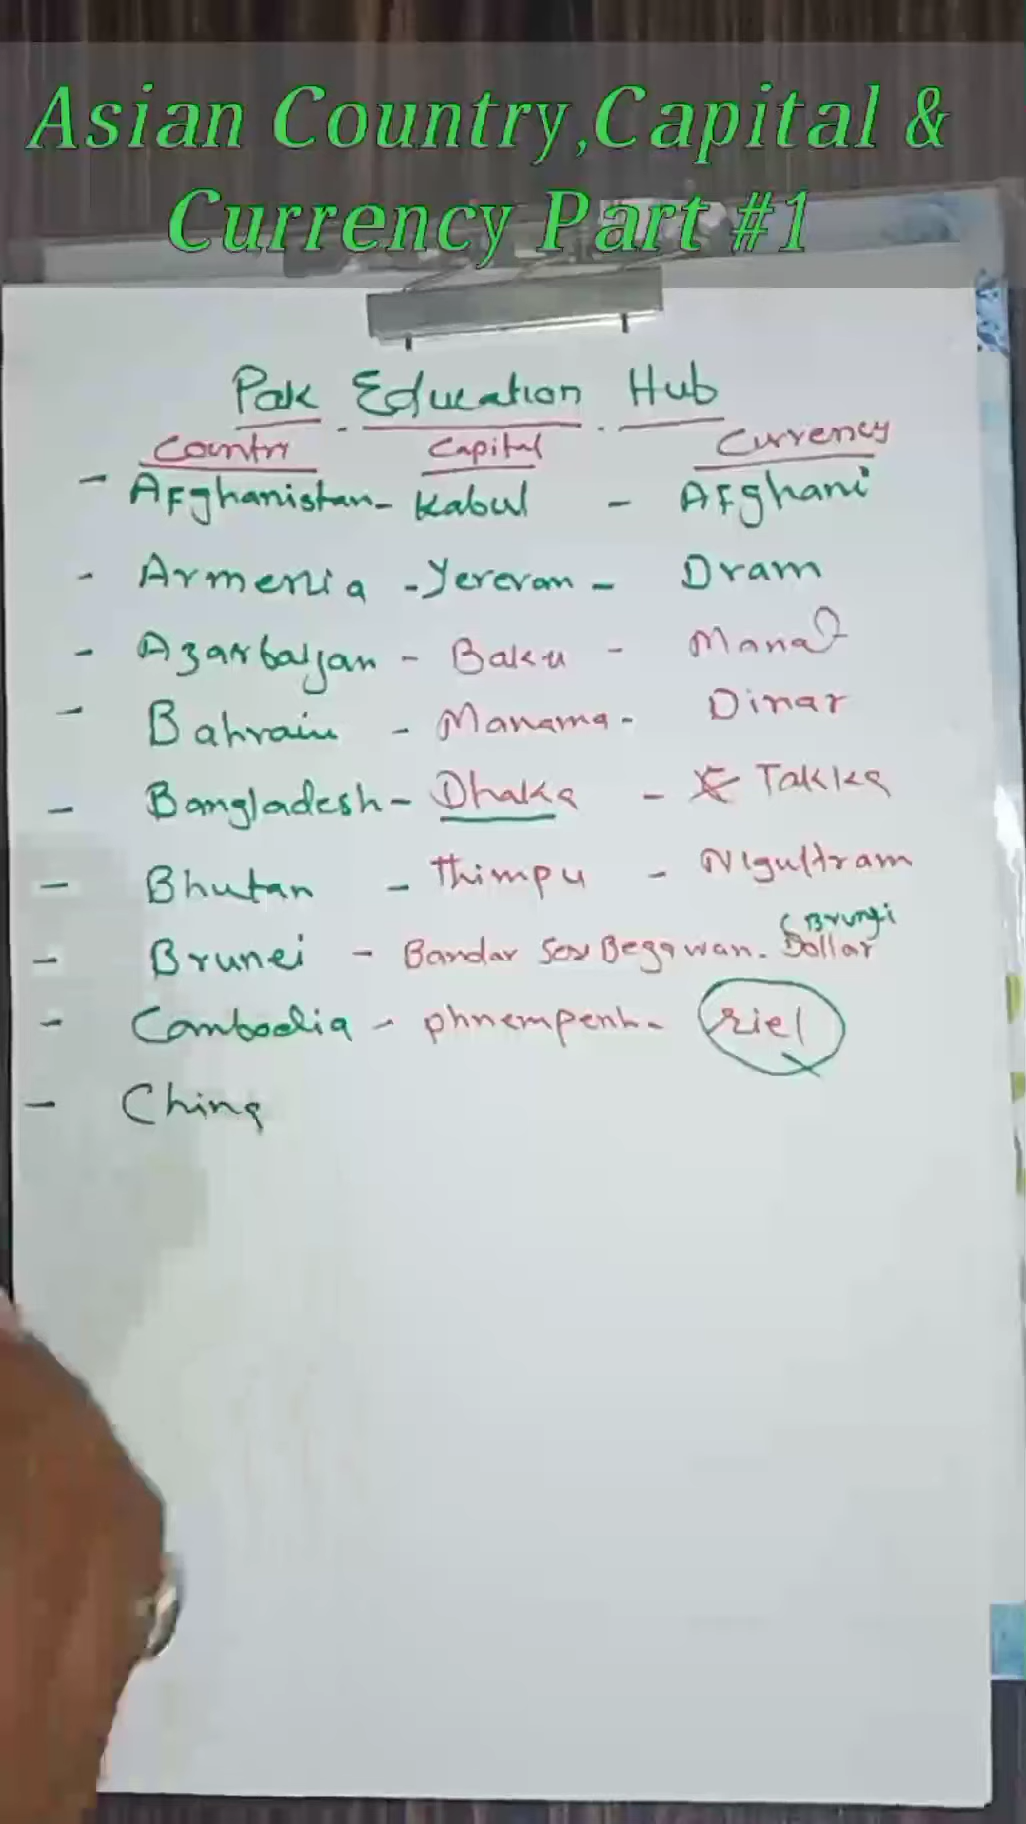 Asian Country,Capital &
Currency Part #1
Pak Education Hub
Country Capital Currency
- Afghanistan - Kabul - Afghani
- Armenia - Yerevan - Dram
- Azarbaijan - Baku - Manat
- Bahrain - Manama - Dinar
- Bangladesh - Dhaka - Takka
- Bhutan - Thimpu - Ngultram
- Brunei - Bandar Seri Begawan. Dollar (Brunei
- Cambodia - phnempenh - riel
- China